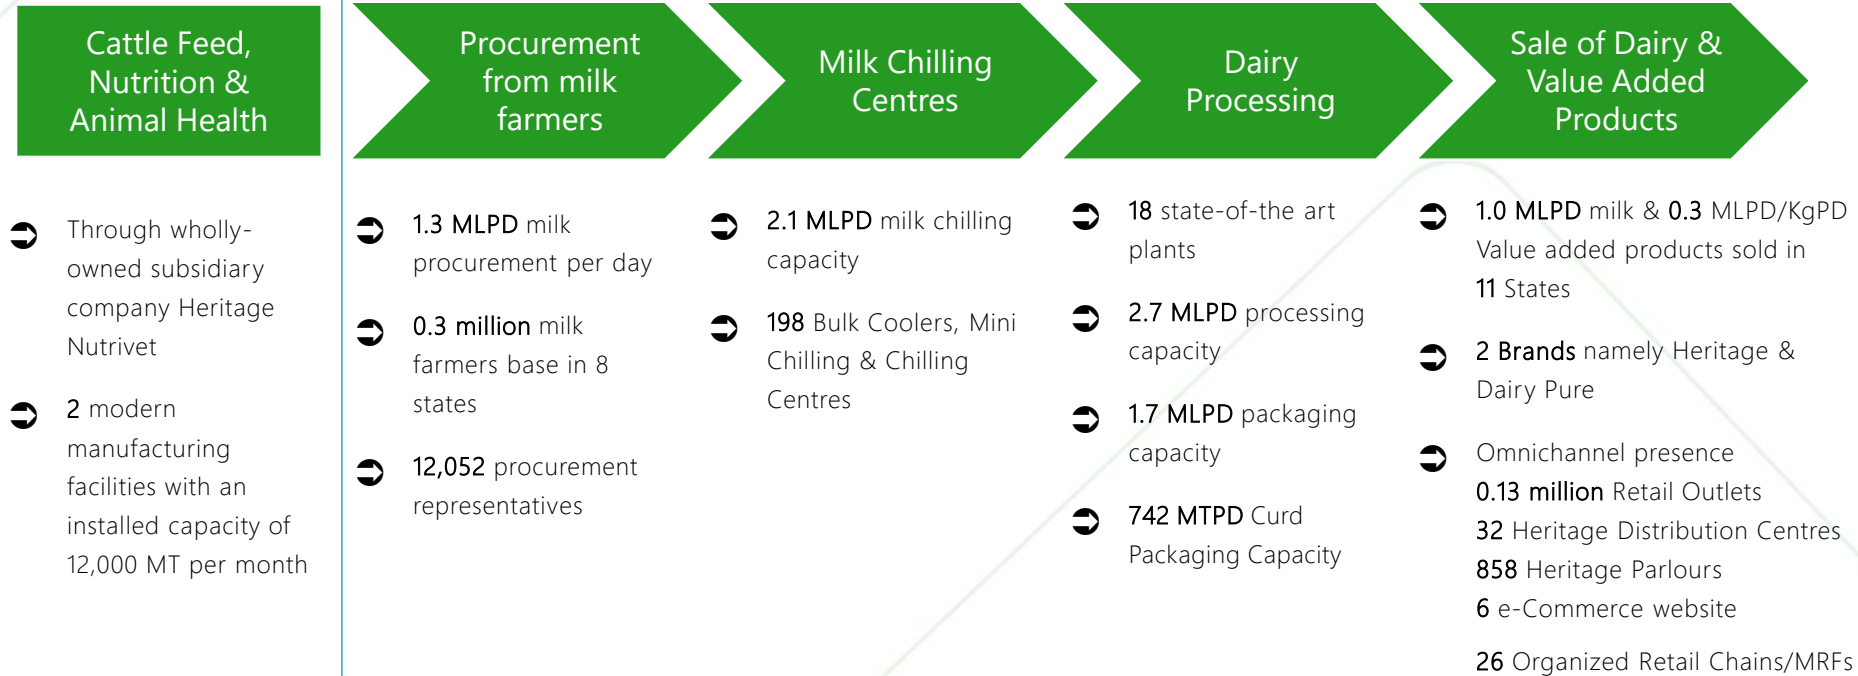 Cattle Feed,
Nutrition &
Animal Health
Through wholly-
owned subsidiary
company Heritage
Nutrivet
2 modern
manufacturing
facilities with an
installed capacity of
12,000 MT per month
Procurement
from milk
farmers
1.3 MLPD milk
procurement per day
0.3 million milk
farmers base in 8
states
12,052 procurement
representatives
Milk Chilling
Centres
2.1 MLPD milk chilling
capacity
198 Bulk Coolers, Mini
Chilling & Chilling
Centres
Dairy
Processing
18 state-of-the art
plants
2.7 MLPD processing
capacity
1.7 MLPD packaging
capacity
742 MTPD Curd
Packaging Capacity
Sale of Dairy &
Value Added
Products
1.0 MLPD milk & 0.3 MLPD/KgPD
Value added products sold in
11 States
2 Brands namely Heritage &
Dairy Pure
Omnichannel presence
0.13 million Retail Outlets
32 Heritage Distribution Centres
858 Heritage Parlours
6 e-Commerce website
26 Organized Retail Chains/MRFs